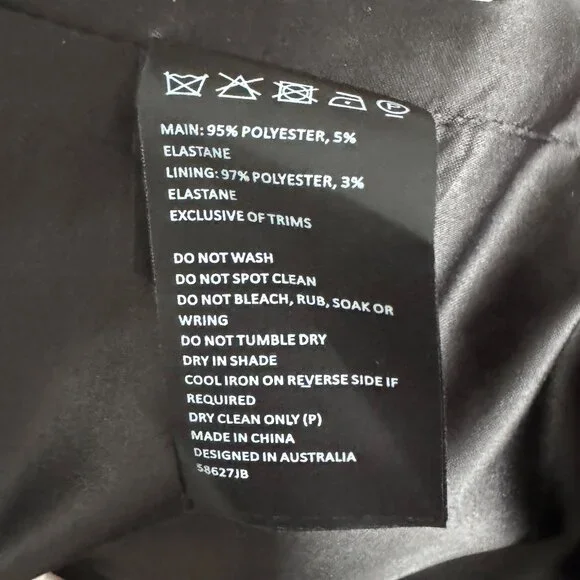 P
MAIN: 95% POLYESTER, 5%
ELASTANE
LINING: 97% POLYESTER, 3%
ELASTANE
EXCLUSIVE OF TRIMS
DO NOT WASH
DO NOT SPOT CLEAN
DO NOT BLEACH, RUB, SOAK OR
WRING
DO NOT TUMBLE DRY
DRY IN SHADE
COOL IRON ON REVERSE SIDE IF
REQUIRED
DRY CLEAN ONLY (P)
MADE IN CHINA
DESIGNED IN AUSTRALIA
58627JB